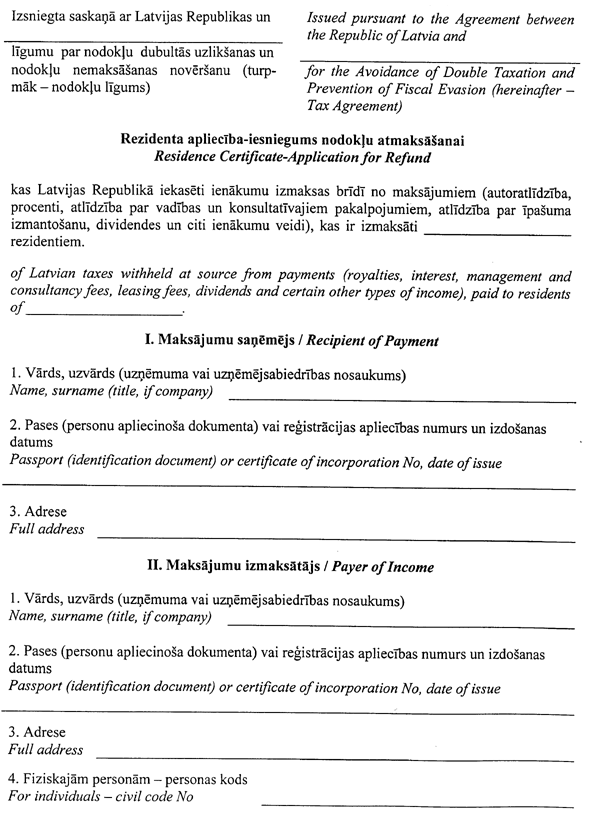 Izsniegta saskaņā ar Latvijas Republikas un
līgumu par nodokļu dubultās uzlikšanas un
nodokļu nemaksāšanas novēršanu (turp-
māk – nodokļu līgums)
Issued pursuant to the Agreement between
the Republic of Latvia and
for the Avoidance of Double Taxation and
Prevention of Fiscal Evasion (hereinafter –
Tax Agreement)
Rezidenta apliecība-iesniegums nodokļu atmaksāšanai
Residence Certificate-Application for Refund
kas Latvijas Republikā iekasēti ienākumu izmaksas brīdī no maksājumiem (autoratlīdzība,
procenti, atlīdzība par vadības un konsultatīvajiem pakalpojumiem, atlīdzība par īpašuma
izmantošanu, dividendes un citi ienākumu veidi), kas ir izmaksāti
rezidentiem.
of Latvian taxes withheld at source from payments (royalties, interest, management and
consultancy fees, leasing fees, dividends and certain other types of income), paid to residents
of .
I. Maksājumu saņēmējs / Recipient of Payment
1. Vārds, uzvārds (uzņēmuma vai uzņēmējsabiedrības nosaukums)
Name, surname (title, if company)
2. Pases (personu apliecinoša dokumenta) vai reģistrācijas apliecības numurs un izdošanas
datums
Passport (identification document) or certificate of incorporation No, date of issue
3. Adrese
Full address
II. Maksājumu izmaksātājs / Payer of Income
1. Vārds, uzvārds (uzņēmuma vai uzņēmējsabiedrības nosaukums)
Name, surname (title, if company)
2. Pases (personu apliecinoša dokumenta) vai reģistrācijas apliecības numurs un izdošanas
datums
Passport (identification document) or certificate of incorporation No, date of issue
3. Adrese
Full address
4. Fiziskajām personām – personas kods
For individuals – civil code No